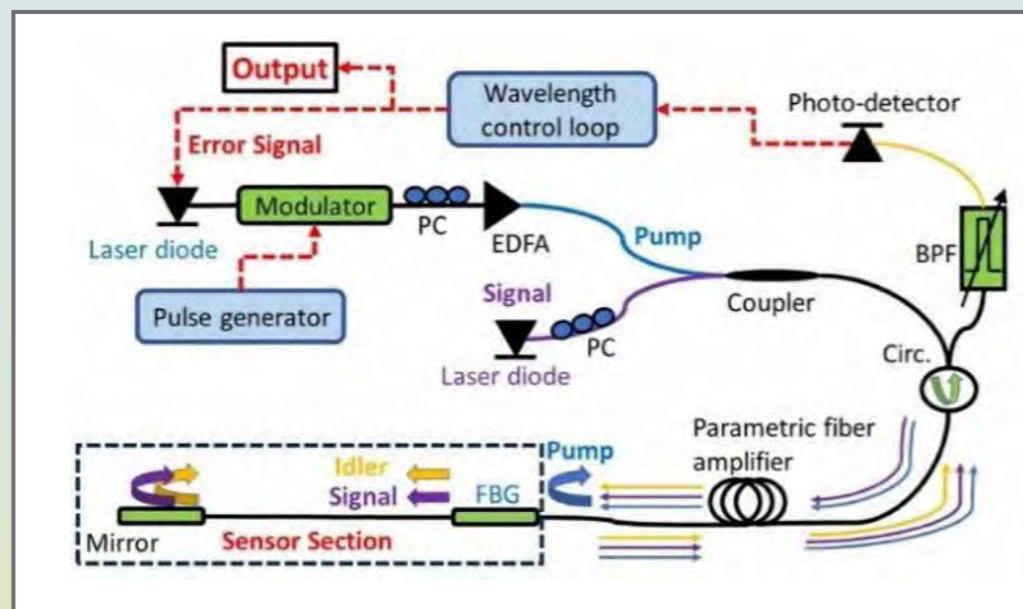 Output
Wavelength
control loop
Photo-detector
Error Signal
Modulator
PC
EDFA
Laser diode
Pump
BPF
Signal
Coupler
Pulse generator
PC
Laser diode
Circ.
Parametric fiber
amplifier
Pump
Idler
Signal
FBG
Mirror
Sensor Section